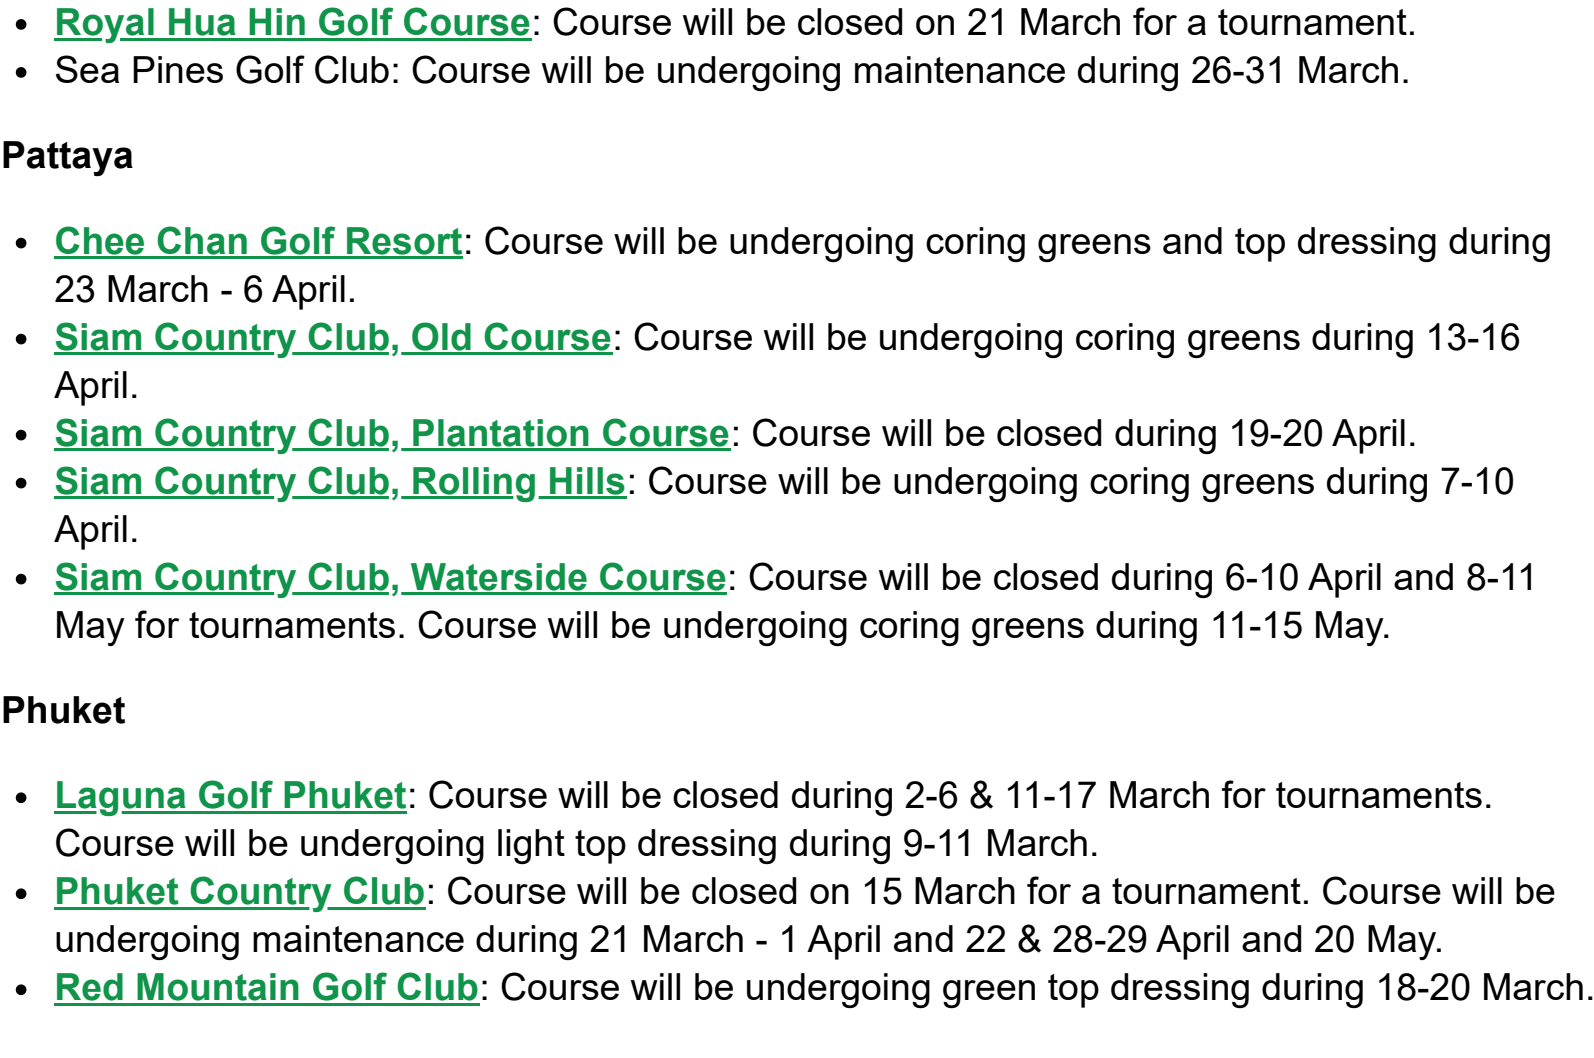 • Royal Hua Hin Golf Course: Course will be closed on 21 March for a tournament.
• Sea Pines Golf Club: Course will be undergoing maintenance during 26-31 March.
Pattaya
• Chee Chan Golf Resort: Course will be undergoing coring greens and top dressing during
23 March - 6 April.
• Siam Country Club, Old Course: Course will be undergoing coring greens during 13-16
April.
• Siam Country Club, Plantation Course: Course will be closed during 19-20 April.
• Siam Country Club, Rolling Hills: Course will be undergoing coring greens during 7-10
April.
• Siam Country Club, Waterside Course: Course will be closed during 6-10 April and 8-11
May for tournaments. Course will be undergoing coring greens during 11-15 May.
Phuket
• Laguna Golf Phuket: Course will be closed during 2-6 & 11-17 March for tournaments.
Course will be undergoing light top dressing during 9-11 March.
• Phuket Country Club: Course will be closed on 15 March for a tournament. Course will be
undergoing maintenance during 21 March - 1 April and 22 & 28-29 April and 20 May.
• Red Mountain Golf Club: Course will be undergoing green top dressing during 18-20 March.